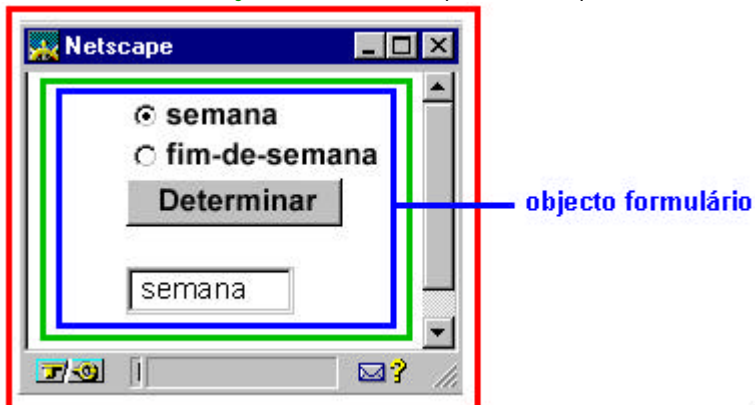 Netscape
semana
fim-de-semana
Determinar
objecto formulário
semana